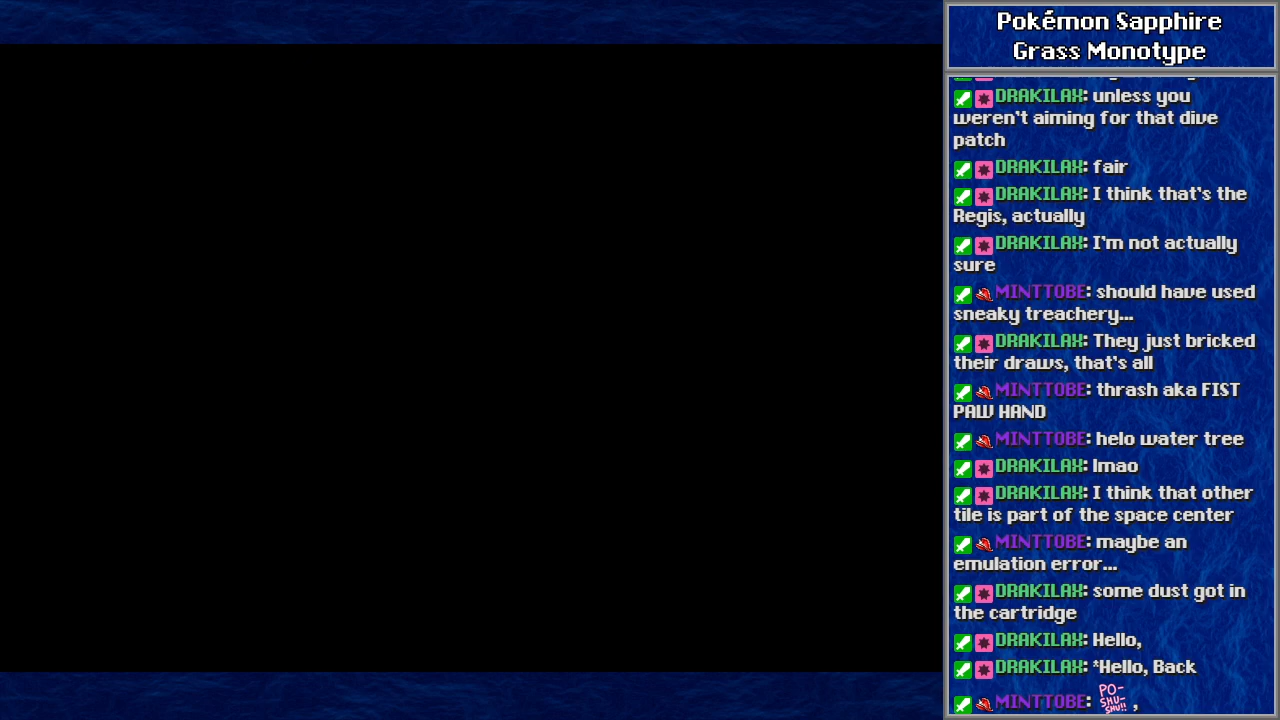 Pokémon Sapphire
Grass Monotype
DRAKILAX: unless you
weren't aiming for that dive
patch
DRAKILAX: fair
DRAKILAX: I think that's the
Regis, actually
DRAKILAX: I'm not actually
sure
MINTTOBE: should have used
sneaky treachery...
DRAKILAX: They just bricked
their draws, that's all
MINTTOBE: thrash aka FIST
PAW HAND
MINTTOBE: helo water tree
DRAKILAX: lmao
DRAKILAX: I think that other
tile is part of the space center
MINTTOBE: maybe an
emulation error...
DRAKILAX: some dust got in
the cartridge
DRAKILAX: Hello,
DRAKILAX: *Hello, Back
MINTTOBE: PO-
SHU-
SHU!! ,